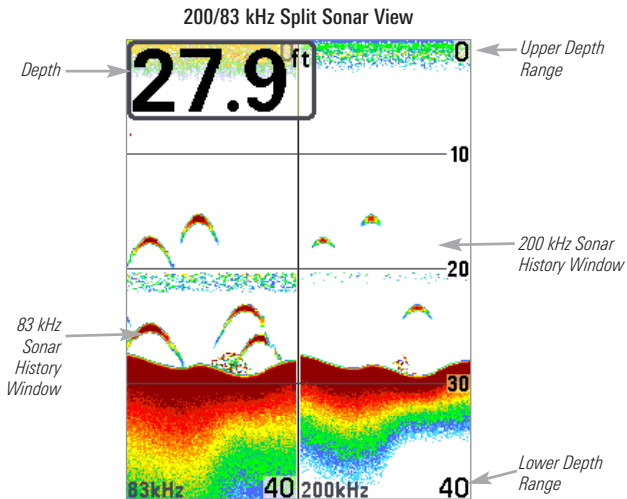 200/83 kHz Split Sonar View
Depth
27.9 ft
0
0
Upper Depth
Range
10
200 kHz Sonar
History Window
20
83 kHz
Sonar
History
Window
30
Lower Depth
Range
83kHz
40
200kHz
40